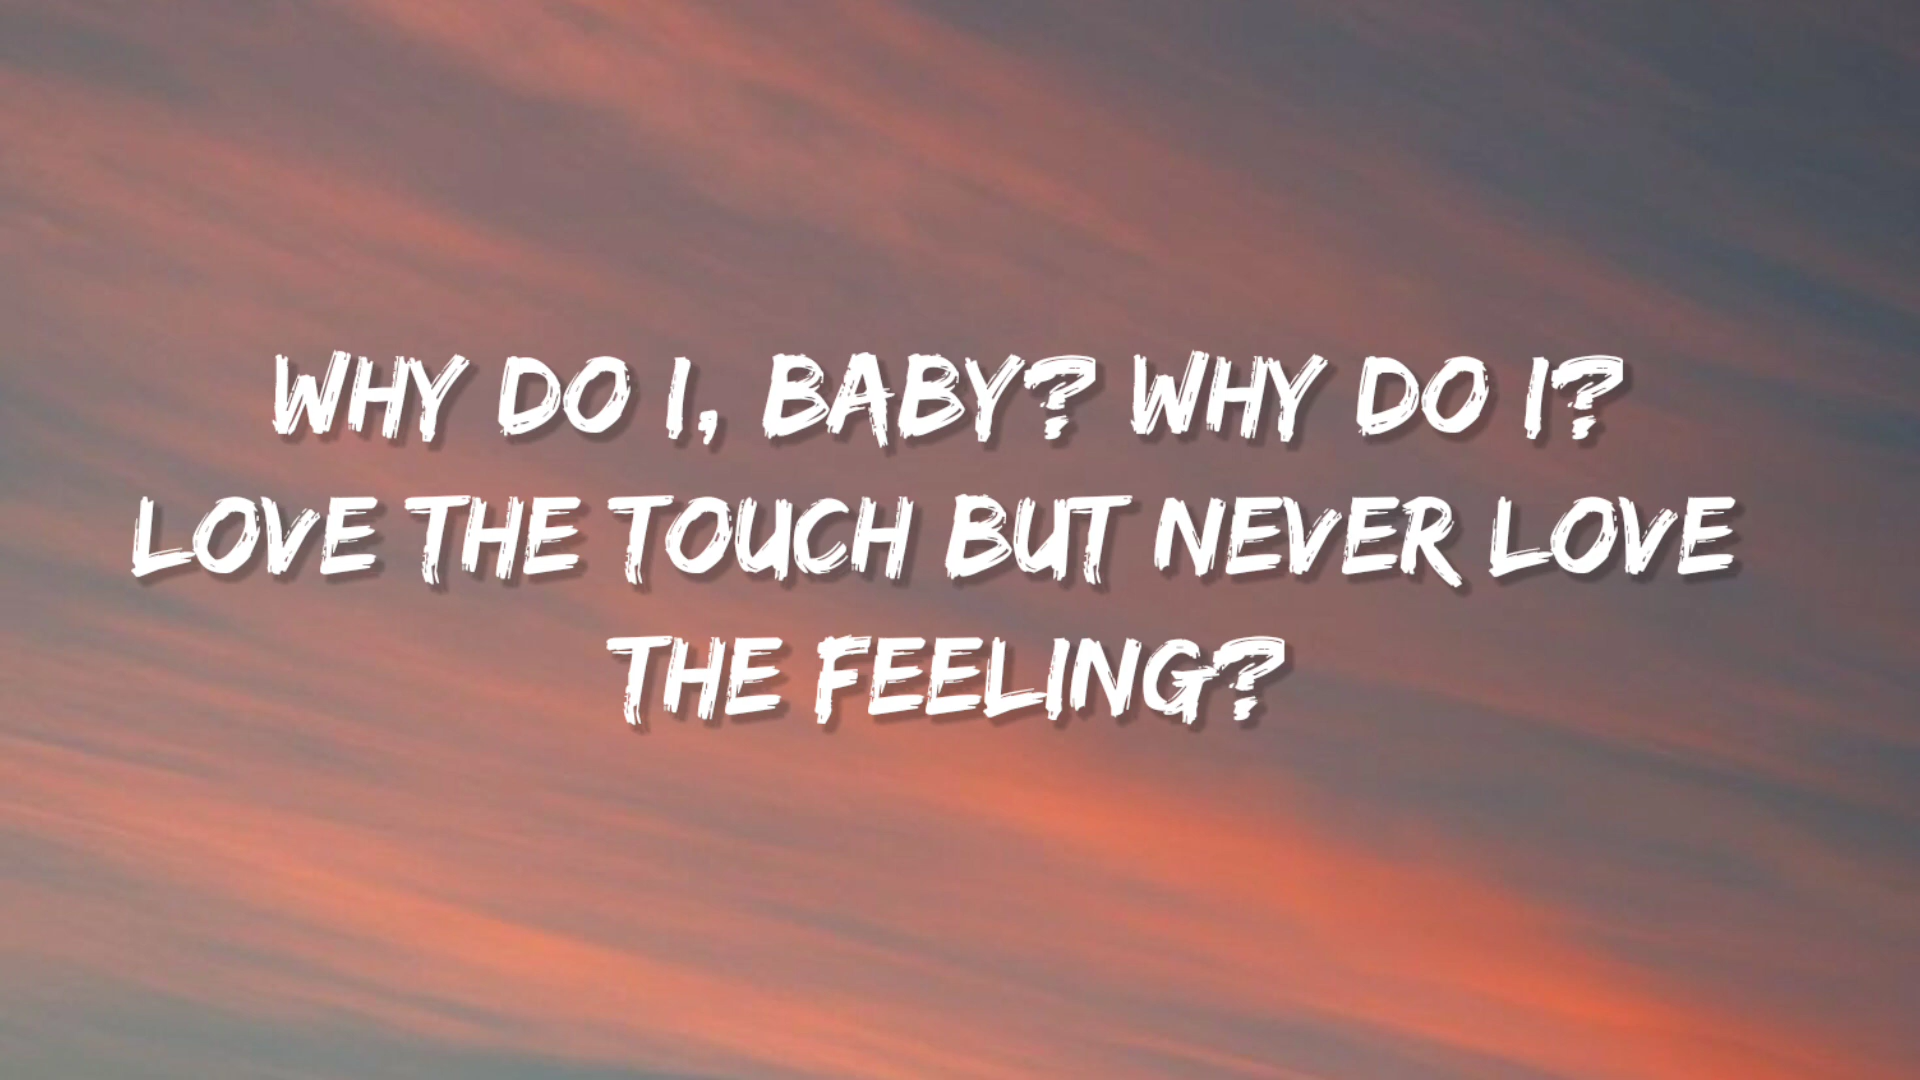 WHY DO I, BABY? WHY DO I?
LOVE THE TOUCH BUT NEVER LOVE
THE FEELING?